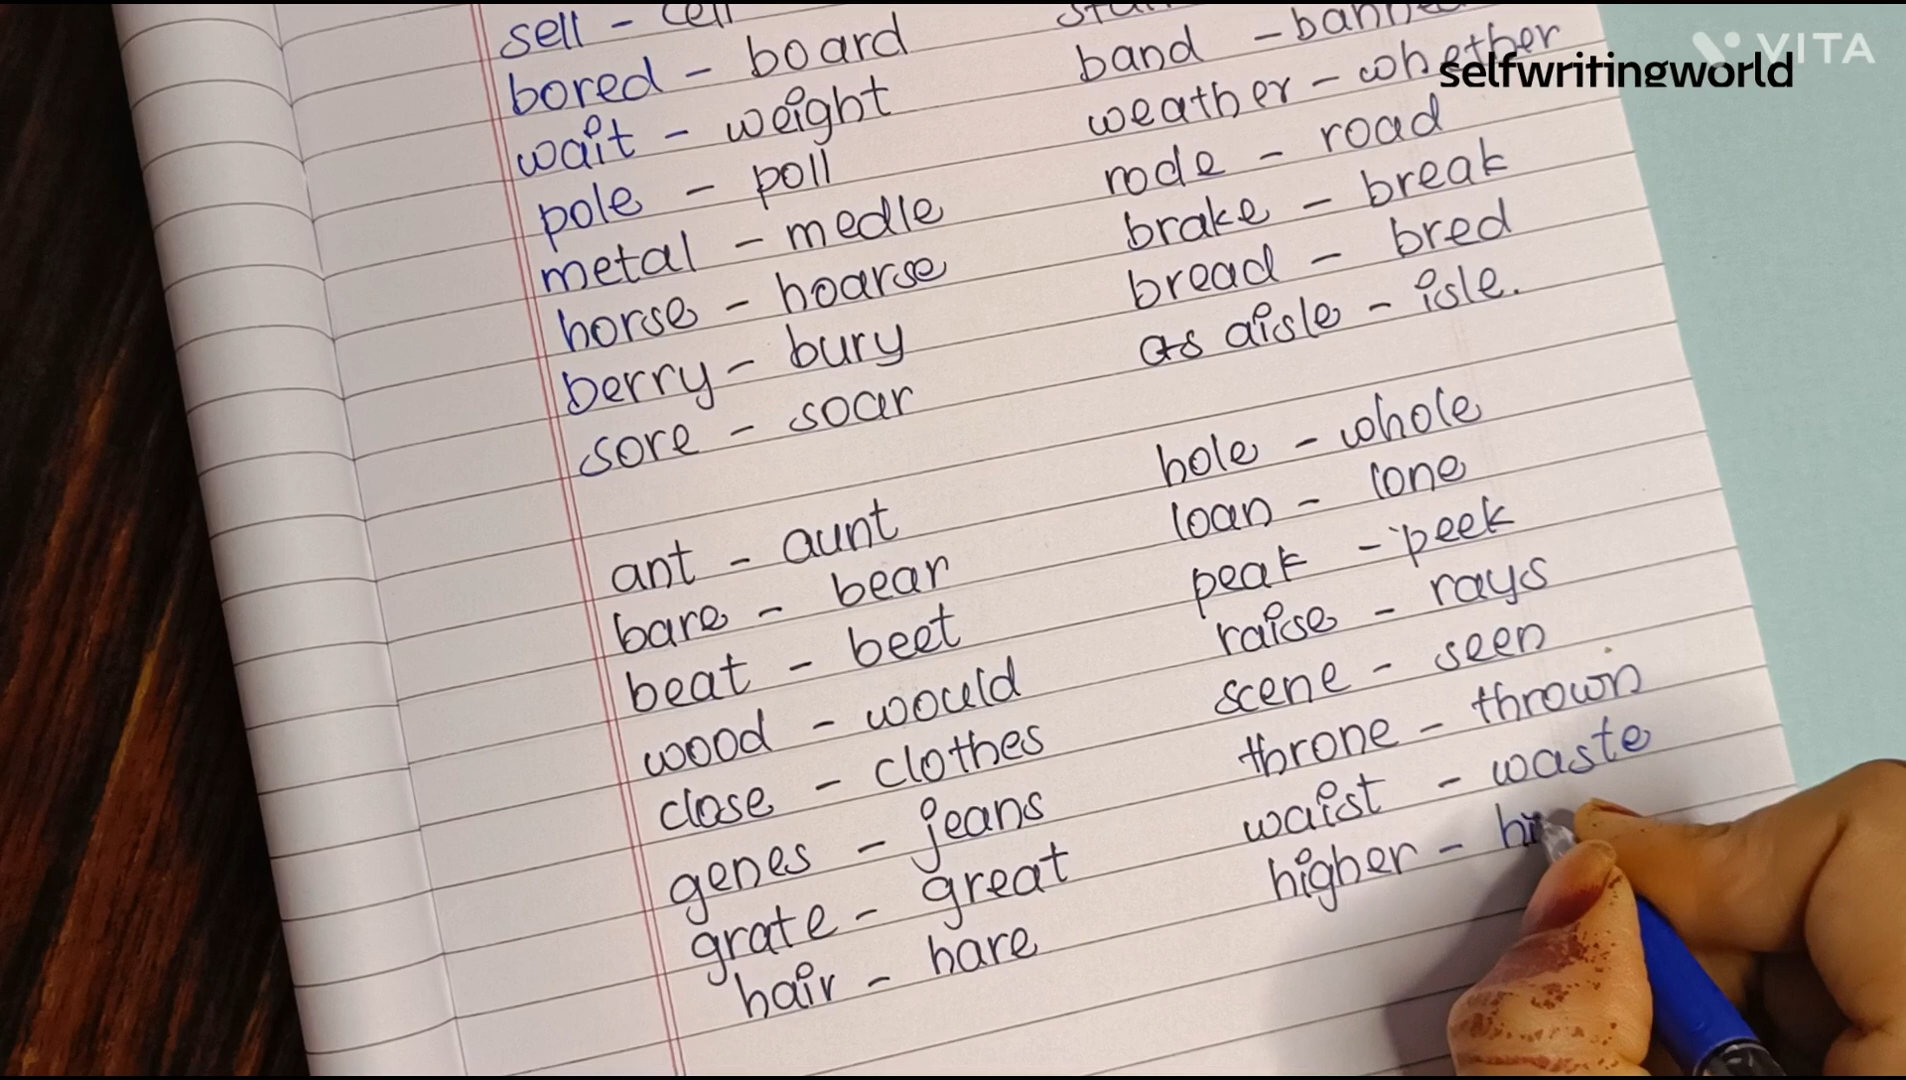 sell - cell
bored - board
wait - weight
pole - poll
metal - medle
horse - hoarse
berry - bury
sore - soar
ant - aunt
bare - bear
beat - beet
wood - would
close - clothes
genes - jeans
grate - great
hair - hare
band -
weather - whether
rode - road
brake - break
bread - bred
as aisle - isle.
hole - whole
loan - lone
peak - peek
raise - rays
scene - seen
throne - thrown
waist - waste
higher -
VITA
selfwritingworld